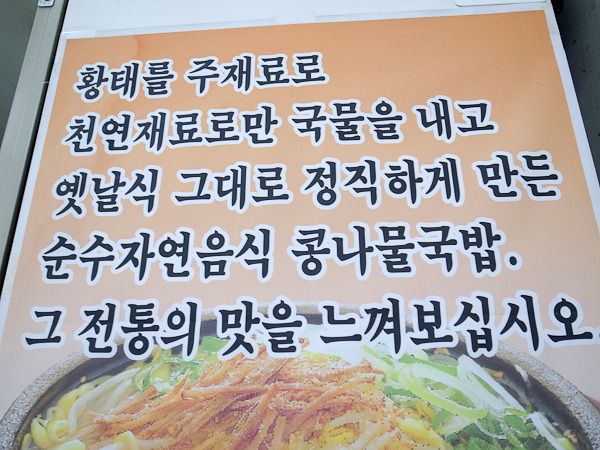 황태를 주재료로
천연재료로만 국물을 내고
옛날식 그대로 정직하게 만든
순수자연음식 콩나물국밥.
그 전통의 맛을 느껴보십시오.